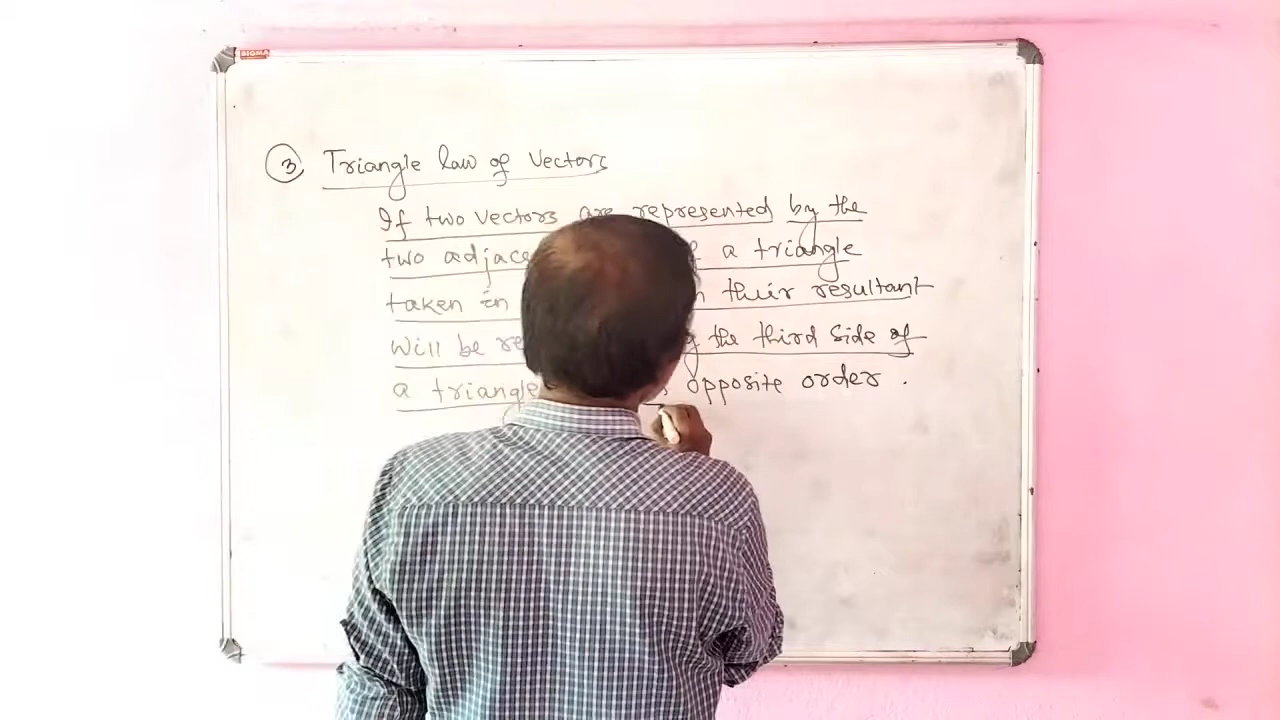 SIGMA
3 Triangle law of Vectors
If two vectors are represented by the
two adjace a triangle
taken in their resultant
will be re the third side of
a triangle opposite order.